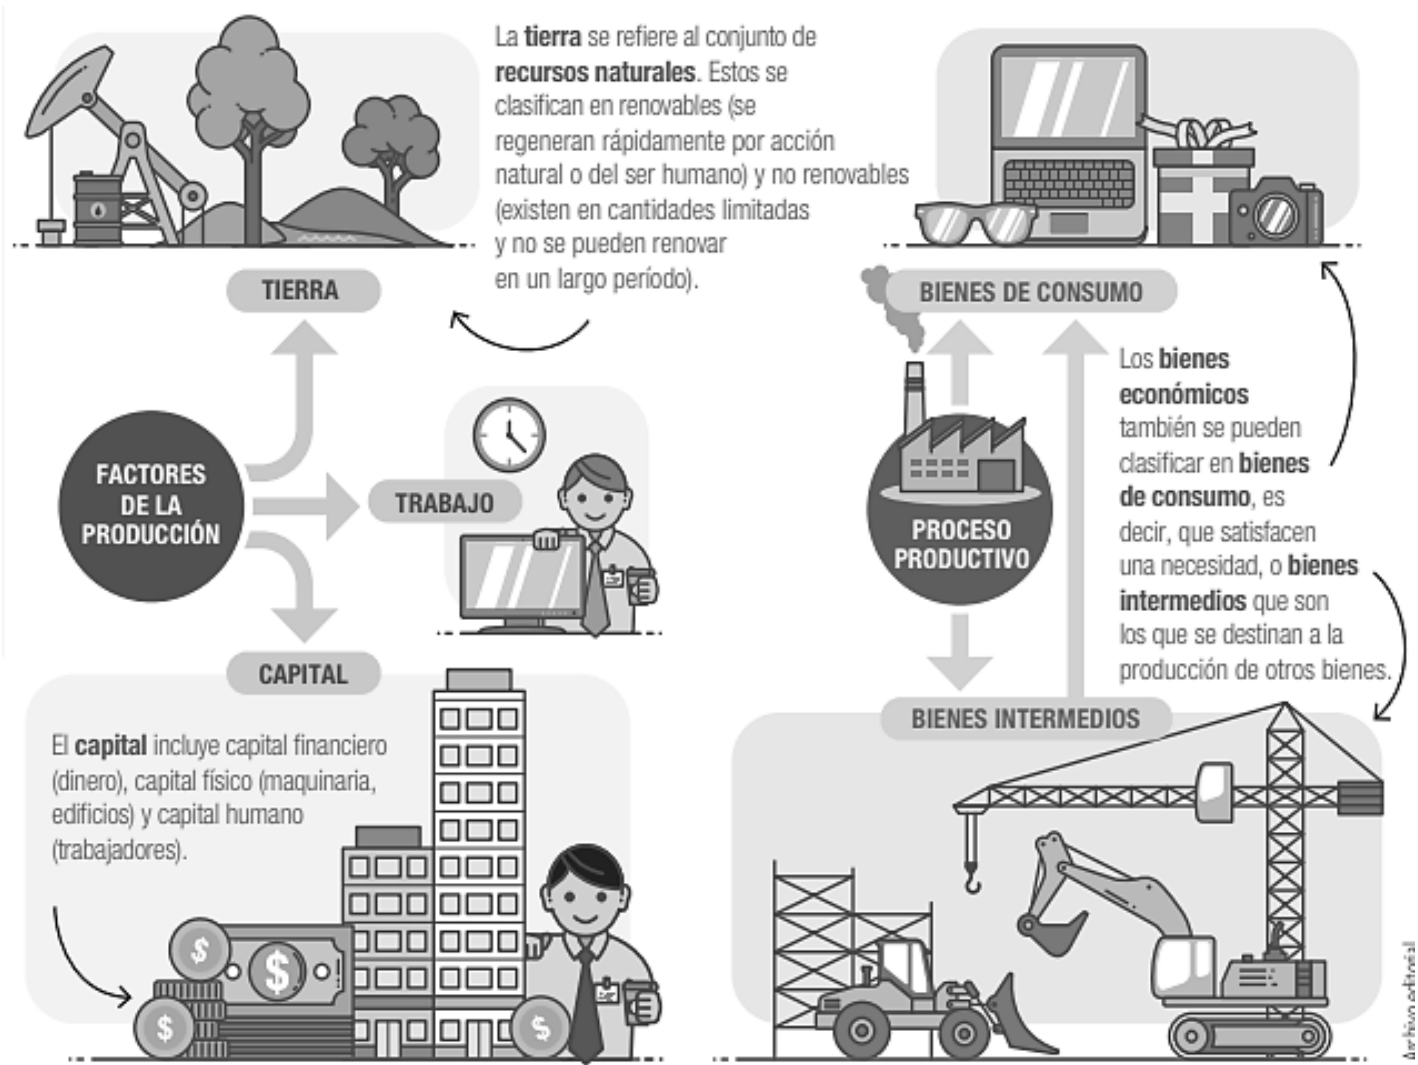 La tierra se refiere al conjunto de
recursos naturales. Estos se
clasifican en renovables (se
regeneran rápidamente por acción
natural o del ser humano) y no renovables
(existen en cantidades limitadas
y no se pueden renovar
en un largo período).
TIERRA
FACTORES
DE LA
PRODUCCIÓN
TRABAJO
CAPITAL
El capital incluye capital financiero
(dinero), capital físico (maquinaria,
edificios) y capital humano
(trabajadores).
$
$
$
$
BIENES DE CONSUMO
PROCESO
PRODUCTIVO
Los bienes
económicos
también se pueden
clasificar en bienes
de consumo, es
decir, que satisfacen
una necesidad, o bienes
intermedios que son
los que se destinan a la
producción de otros bienes.
BIENES INTERMEDIOS
Archivo editorial